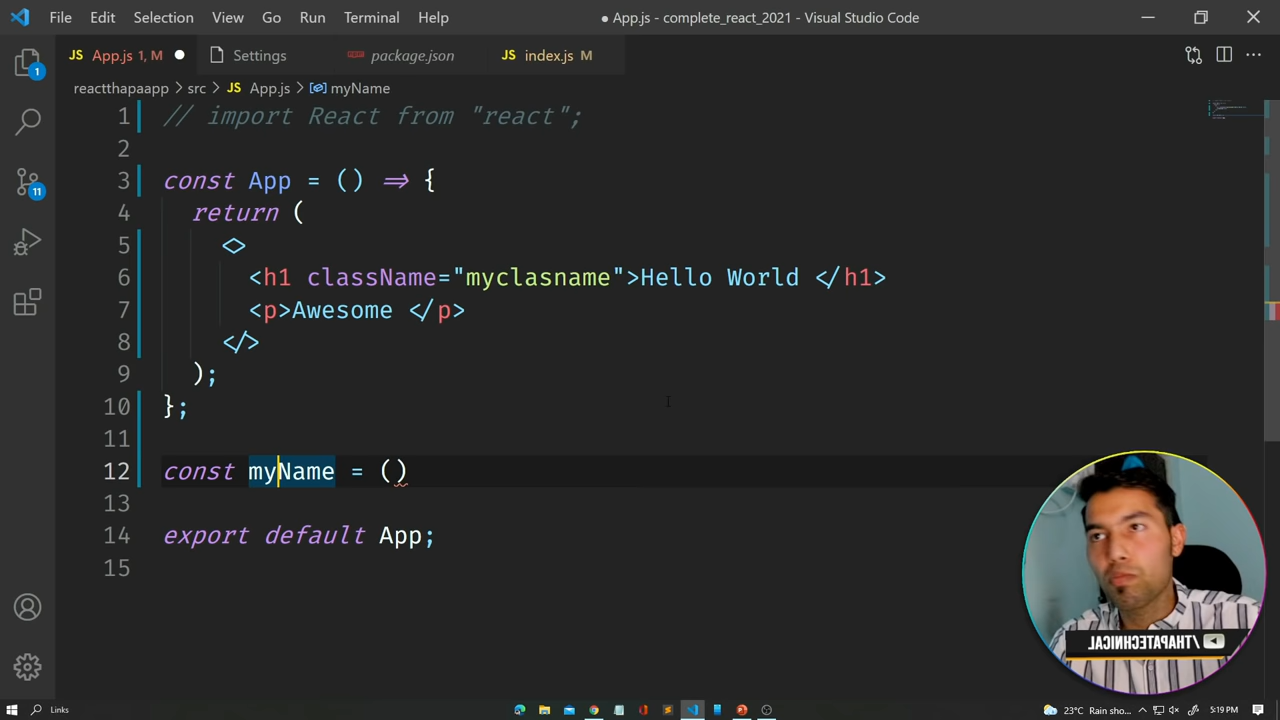 File Edit Selection View Go Run Terminal Help ● App.js - complete_react_2021 - Visual Studio Code
JS App.js 1, M ● Settings package.json JS index.js M
reactthapaapp > src > JS App.js > myName
1 // import React from "react";
2
3 const App = () => {
4 return (
5 <>
6 <h1 className="myclasname">Hello World </h1>
7 <p>Awesome </p>
8 </>
9 );
10 };
11
12 const myName = ()
13
14 export default App;
15
1
11
/THAPATECHNICAL
Links 23°C Rain sho... 5:19 PM